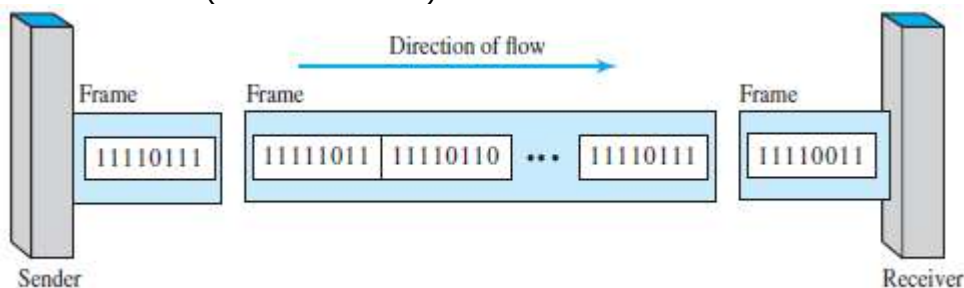 Direction of flow
Frame
Frame
Frame
11110111
11111011 11110110 ••• 11110111
11110011
Sender
Receiver